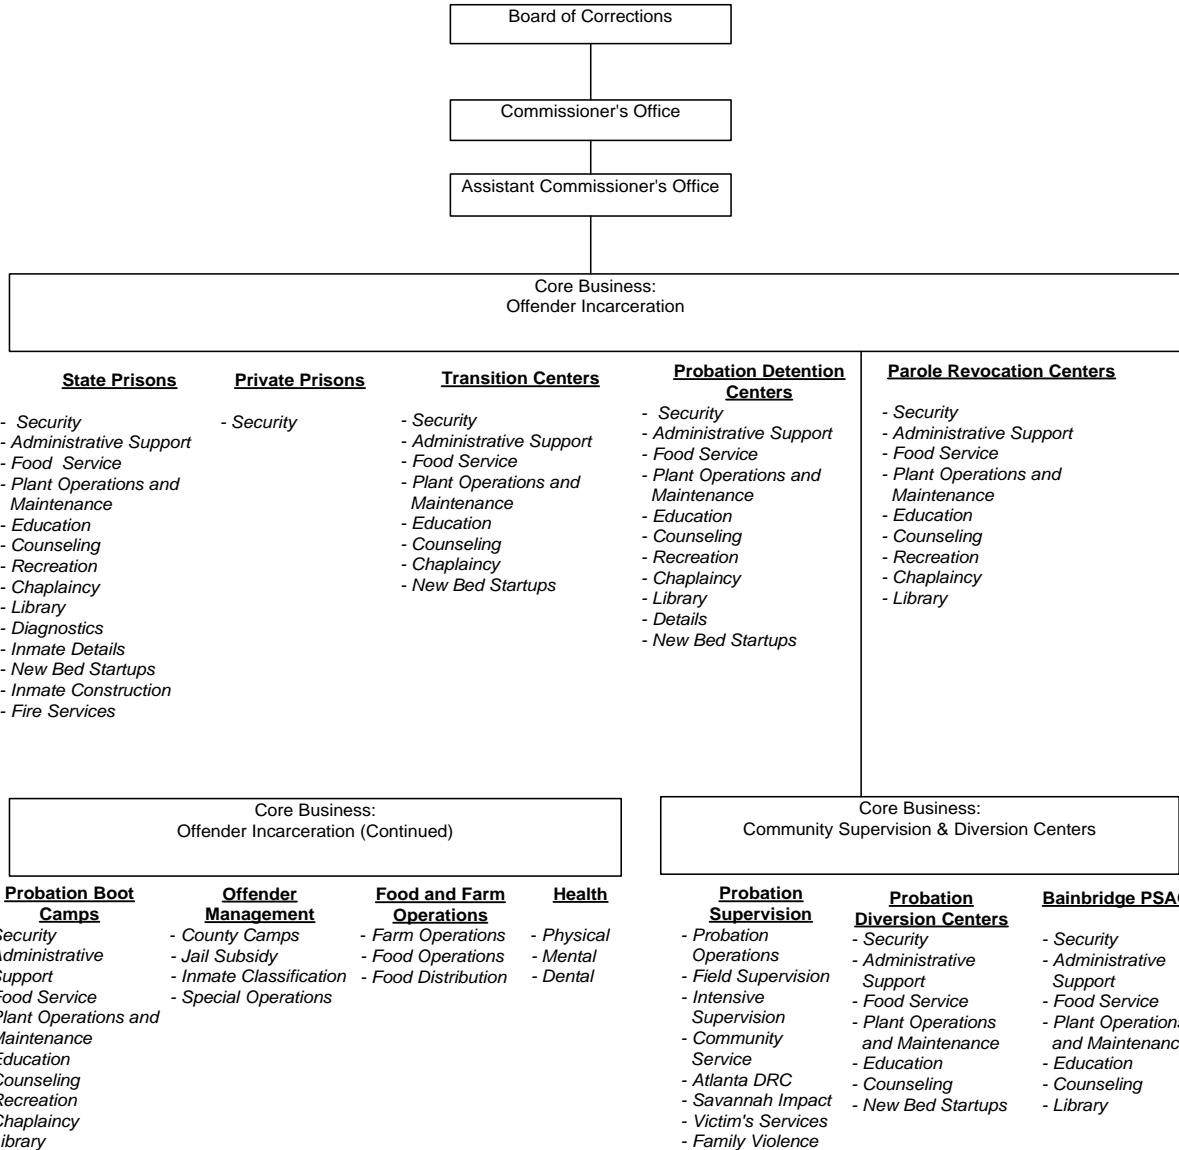 Board of Corrections
Commissioner's Office
Assistant Commissioner's Office
Core Business:
Offender Incarceration
State Prisons
- Security
- Administrative Support
- Food Service
- Plant Operations and
Maintenance
- Education
- Counseling
- Recreation
- Chaplaincy
- Library
- Diagnostics
- Inmate Details
- New Bed Startups
- Inmate Construction
- Fire Services
Private Prisons
- Security
Transition Centers
- Security
- Administrative Support
- Food Service
- Plant Operations and
Maintenance
- Education
- Counseling
- Chaplaincy
- New Bed Startups
Probation Detention
Centers
- Security
- Administrative Support
- Food Service
- Plant Operations and
Maintenance
- Education
- Counseling
- Recreation
- Chaplaincy
- Library
- Details
- New Bed Startups
Parole Revocation Centers
- Security
- Administrative Support
- Food Service
- Plant Operations and
Maintenance
- Education
- Counseling
- Recreation
- Chaplaincy
- Library
Core Business:
Offender Incarceration (Continued)
Probation Boot
Camps
Security
Administrative
Support
Food Service
Plant Operations and
Maintenance
Education
Counseling
Recreation
Chaplaincy
Library
Offender
Management
- County Camps
- Jail Subsidy
- Inmate Classification
- Special Operations
Food and Farm
Operations
- Farm Operations
- Food Operations
- Food Distribution
Health
- Physical
- Mental
- Dental
Core Business:
Community Supervision & Diversion Centers
Probation
Supervision
- Probation
Operations
- Field Supervision
- Intensive
Supervision
- Community
Service
- Atlanta DRC
- Savannah Impact
- Victim's Services
- Family Violence
Probation
Diversion Centers
- Security
- Administrative
Support
- Food Service
- Plant Operations
and Maintenance
- Education
- Counseling
- New Bed Startups
Bainbridge PSA
- Security
- Administrative
Support
- Food Service
- Plant Operations
and Maintenance
- Education
- Counseling
- Library